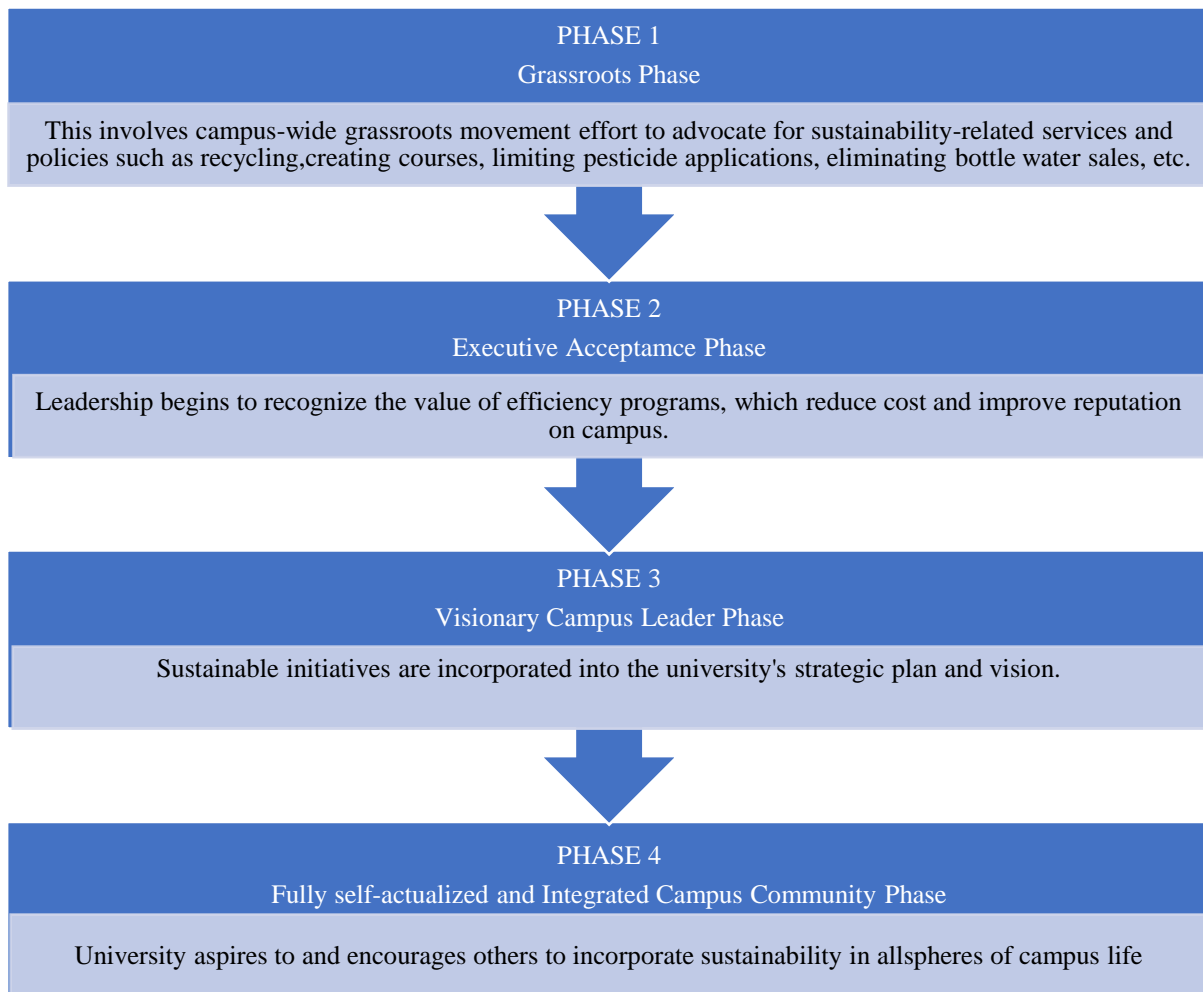 PHASE 1
Grassroots Phase
This involves campus-wide grassroots movement effort to advocate for sustainability-related services and
policies such as recycling,creating courses, limiting pesticide applications, eliminating bottle water sales, etc.
PHASE 2
Executive Acceptamce Phase
Leadership begins to recognize the value of efficiency programs, which reduce cost and improve reputation
on campus.
PHASE 3
Visionary Campus Leader Phase
Sustainable initiatives are incorporated into the university's strategic plan and vision.
PHASE 4
Fully self-actualized and Integrated Campus Community Phase
University aspires to and encourages others to incorporate sustainability in allspheres of campus life